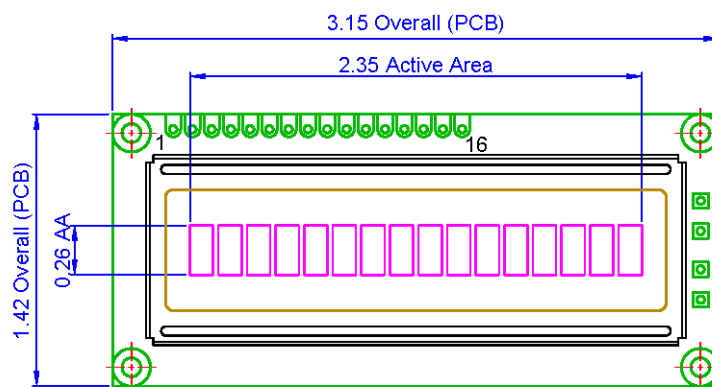 3.15 Overall (PCB)
2.35 Active Area
1
16
1.42 Overall (PCB)
0.26 AA